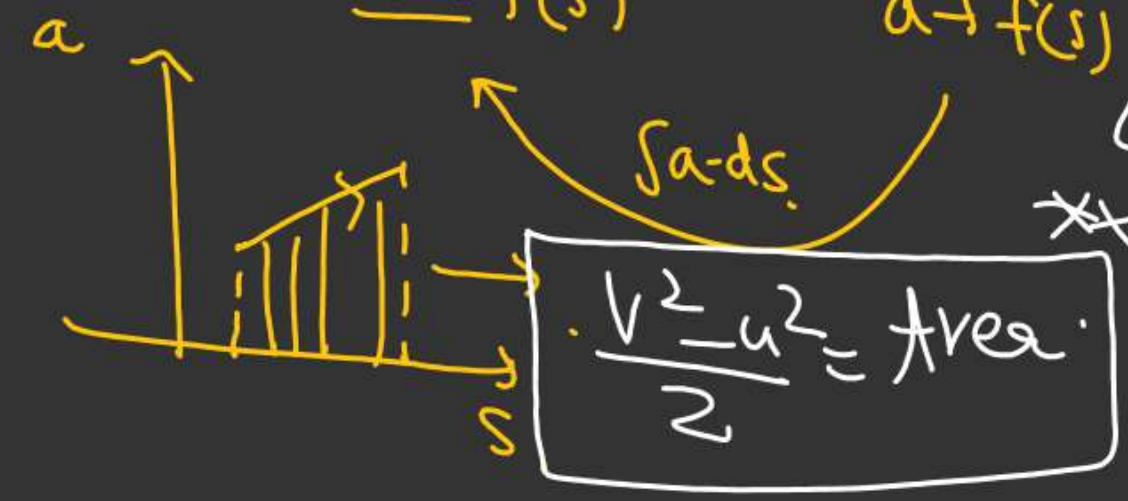 a
f(s)
a → f(s)
∫a-ds.
**
V²-u²/2 = Area
S